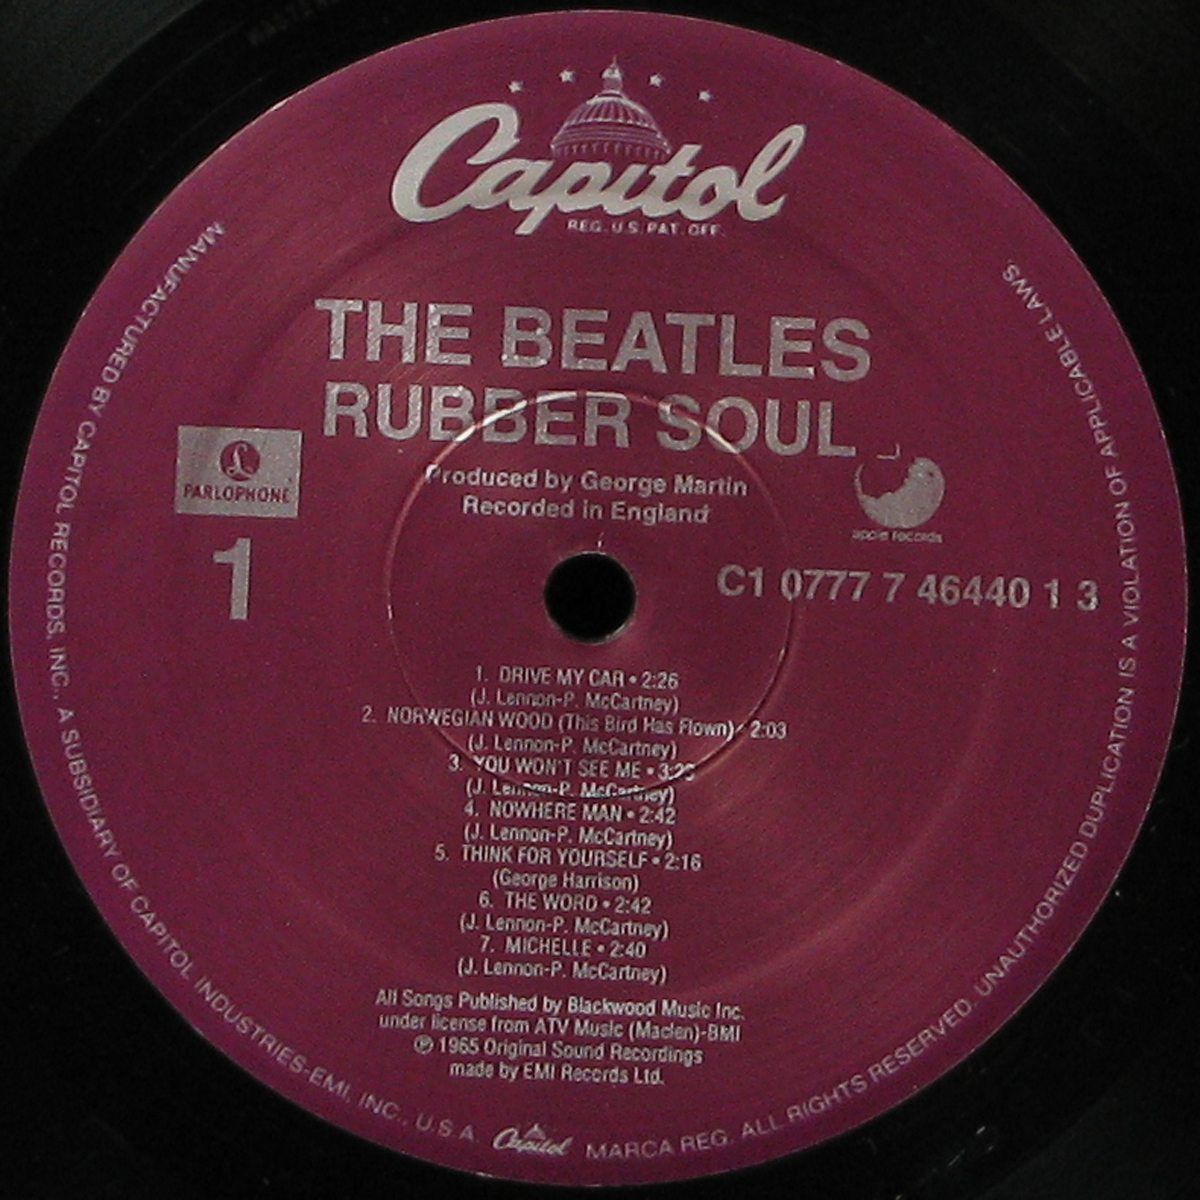 Capitol
REG. U.S. PAT. OFF.
THE BEATLES
RUBBER SOUL
Produced by George Martin
Recorded in England
PARLOPHONE
apple records
1
C1 0777 7 46440 1 3
1. DRIVE MY CAR • 2:26
(J. Lennon-P. McCartney)
2. NORWEGIAN WOOD (This Bird Has Flown) • 2:03
(J. Lennon-P. McCartney)
3. YOU WON'T SEE ME •
(J. Lennon-P. McCartney)
4. NOWHERE MAN • 2:42
(J. Lennon-P. McCartney)
5. THINK FOR YOURSELF • 2:16
(George Harrison)
6. THE WORD • 2:42
(J. Lennon-P. McCartney)
7. MICHELLE • 2:40
(J. Lennon-P. McCartney)
All Songs Published by Blackwood Music Inc.
under license from ATV Music (Maclen)-BMI
℗ 1965 Original Sound Recordings
made by EMI Records Ltd.
MANUFACTURED BY CAPITOL RECORDS, INC., A SUBSIDIARY OF CAPITOL INDUSTRIES-EMI, INC., U.S.A. Capitol MARCA REG. ALL RIGHTS RESERVED. UNAUTHORIZED DUPLICATION IS A VIOLATION OF APPLICABLE LAWS.